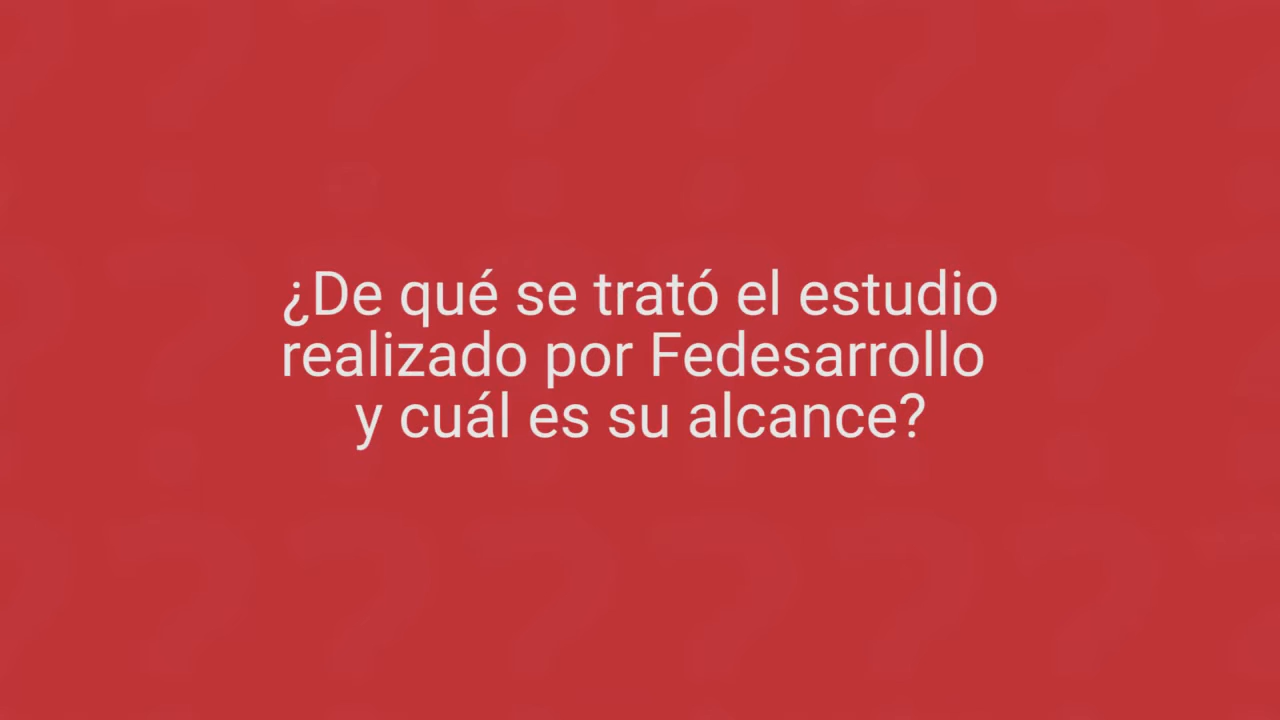 ¿De qué se trató el estudio
realizado por Fedesarrollo
y cuál es su alcance?